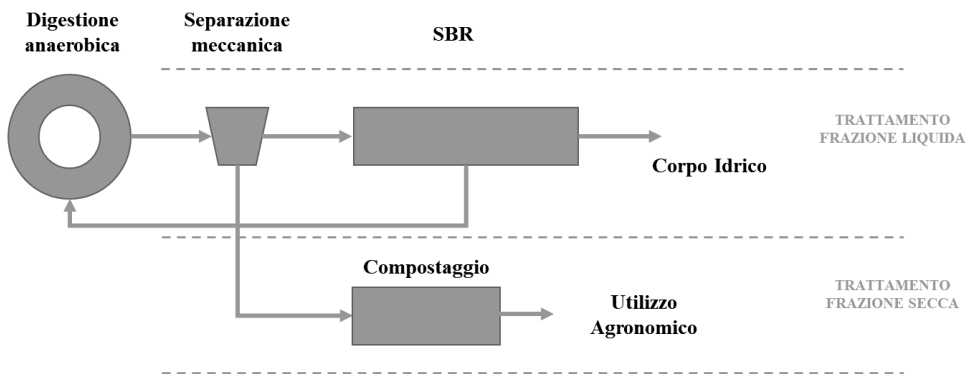 Digestione
anaerobica
Separazione
meccanica
SBR
TRATTAMENTO
FRAZIONE LIQUIDA
Corpo Idrico
Compostaggio
TRATTAMENTO
FRAZIONE SECCA
Utilizzo
Agronomico